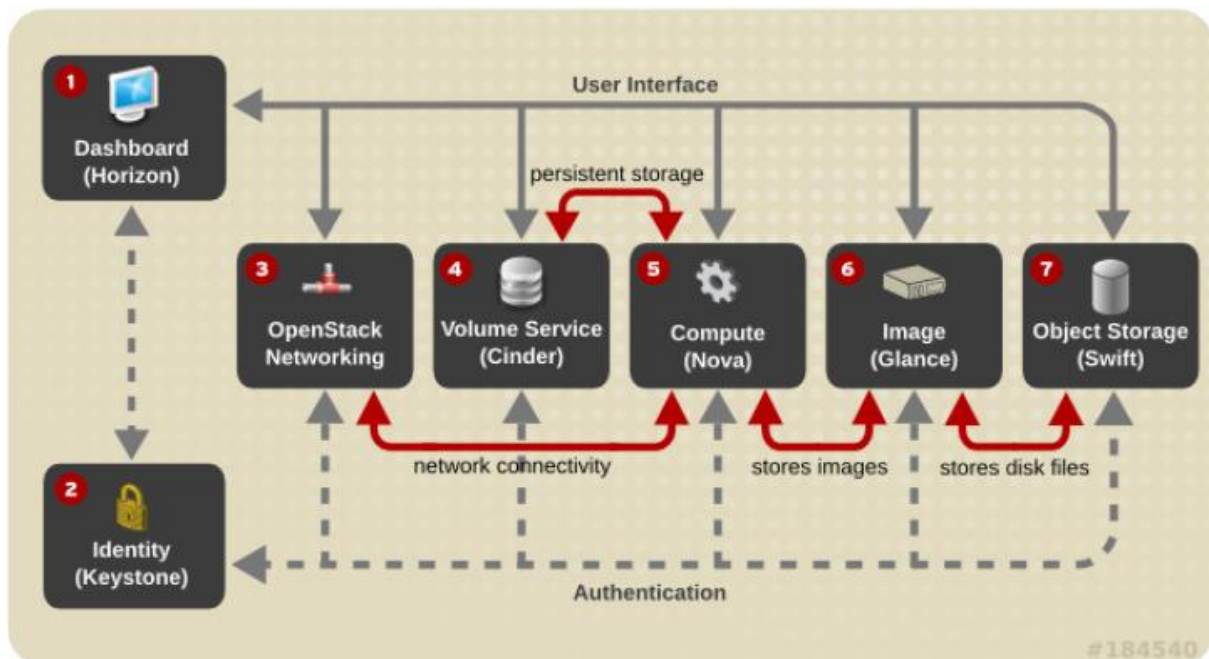 1
Dashboard
(Horizon)
User Interface
persistent storage
3
OpenStack
Networking
4
Volume Service
(Cinder)
5
Compute
(Nova)
6
Image
(Glance)
7
Object Storage
(Swift)
network connectivity
stores images
stores disk files
2
Identity
(Keystone)
Authentication
#184540